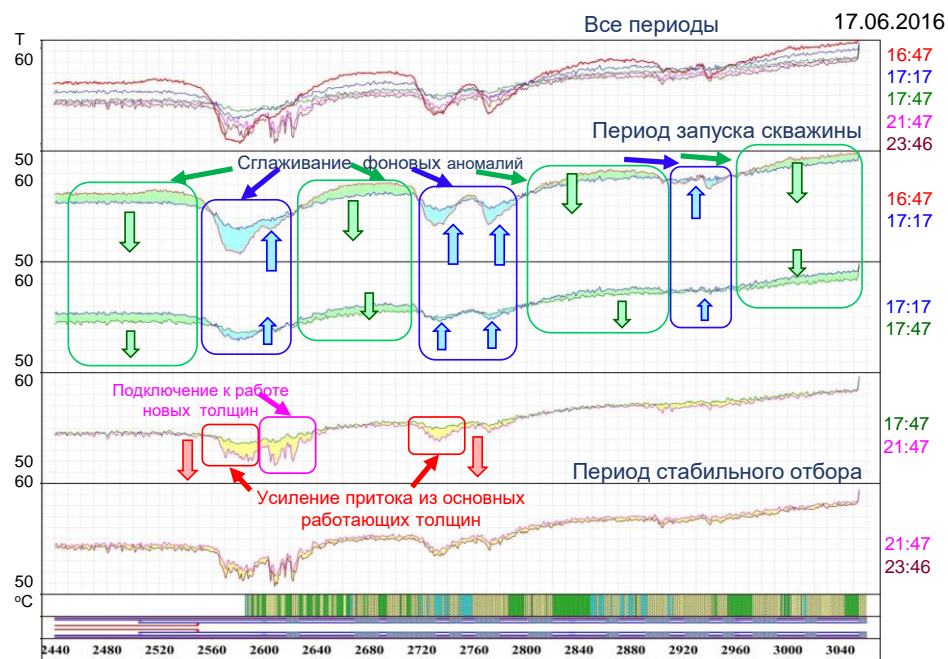 Все периоды
17.06.2016
T
60
16:47
17:17
17:47
21:47
23:46
Период запуска скважины
50
60
Сглаживание фоновых аномалий
16:47
17:17
50
60
17:17
17:47
50
60
Подключение к работе
новых толщин
17:47
21:47
50
60
Период стабильного отбора
Усиление притока из основных
работающих толщин
21:47
23:46
50
ºC
2440 2480 2520 2560 2600 2640 2680 2720 2760 2800 2840 2880 2920 2960 3000 3040